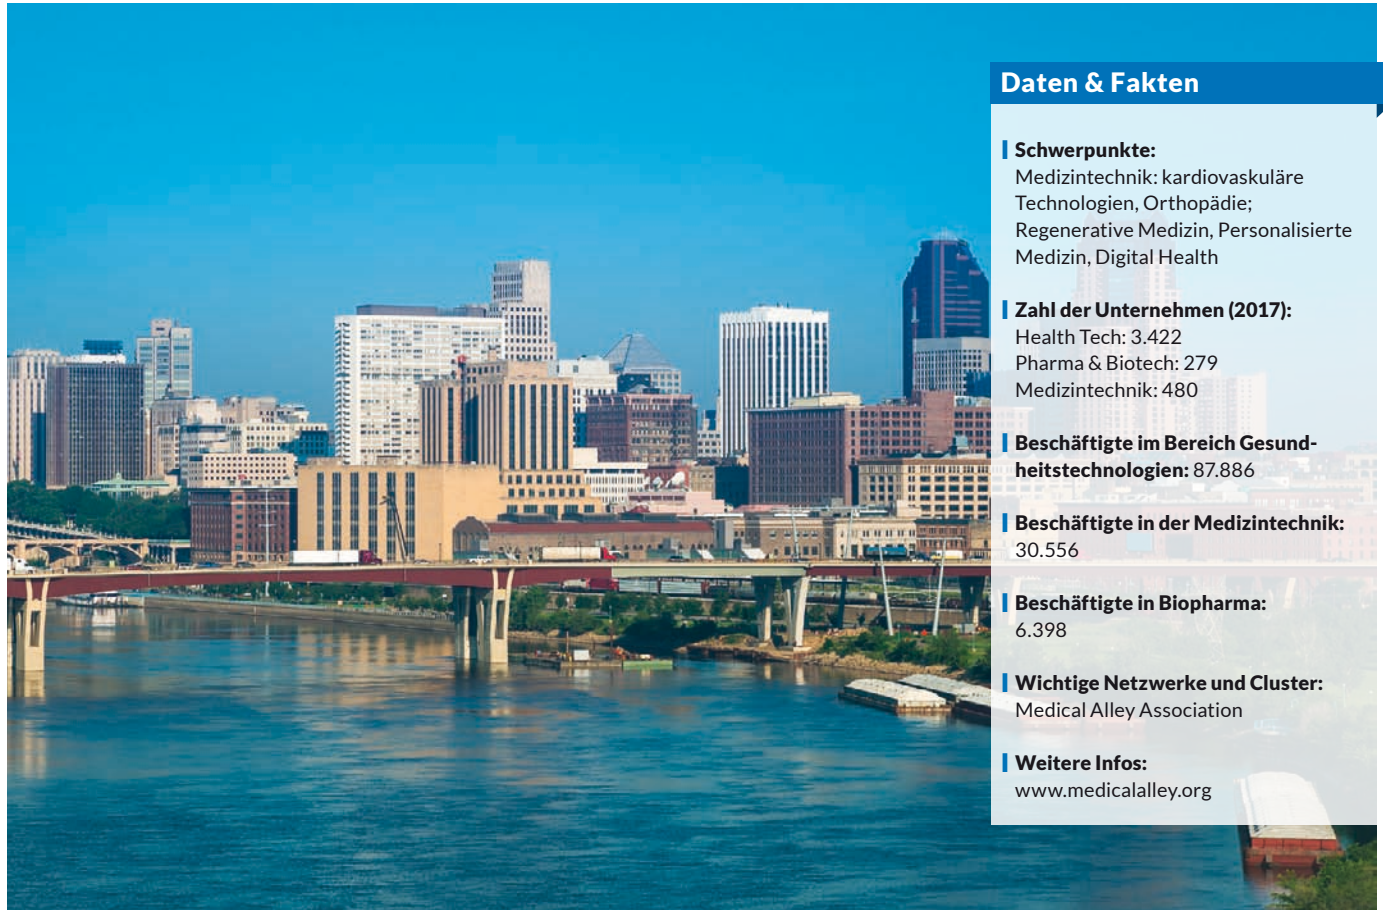 Daten & Fakten
Schwerpunkte:
Medizintechnik: kardiovaskuläre
Technologien, Orthopädie;
Regenerative Medizin, Personalisierte
Medizin, Digital Health
Zahl der Unternehmen (2017):
Health Tech: 3.422
Pharma & Biotech: 279
Medizintechnik: 480
Beschäftigte im Bereich Gesund-
heitstechnologien: 87.886
Beschäftigte in der Medizintechnik:
30.556
Beschäftigte in Biopharma:
6.398
Wichtige Netzwerke und Cluster:
Medical Alley Association
Weitere Infos:
www.medicalalley.org